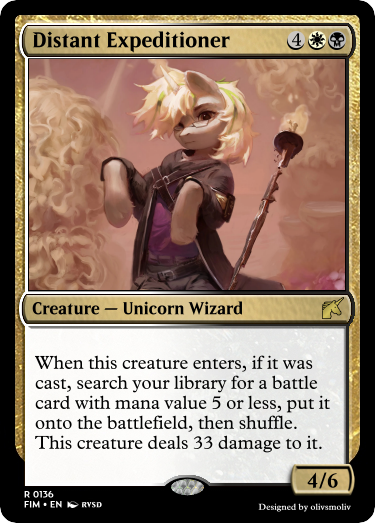 Distant Expeditioner 4
Creature — Unicorn Wizard
When this creature enters, if it was
cast, search your library for a battle
card with mana value 5 or less, put it
onto the battlefield, then shuffle.
This creature deals 33 damage to it.
4/6
R 0136
FIM • EN RVSD
Designed by olivsmoliv